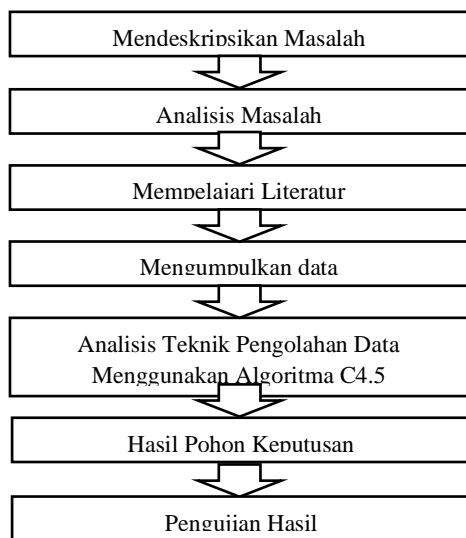 Mendeskripsikan Masalah
Analisis Masalah
Mempelajari Literatur
Mengumpulkan data
Analisis Teknik Pengolahan Data
Menggunakan Algoritma C4.5
Hasil Pohon Keputusan
Pengujian Hasil